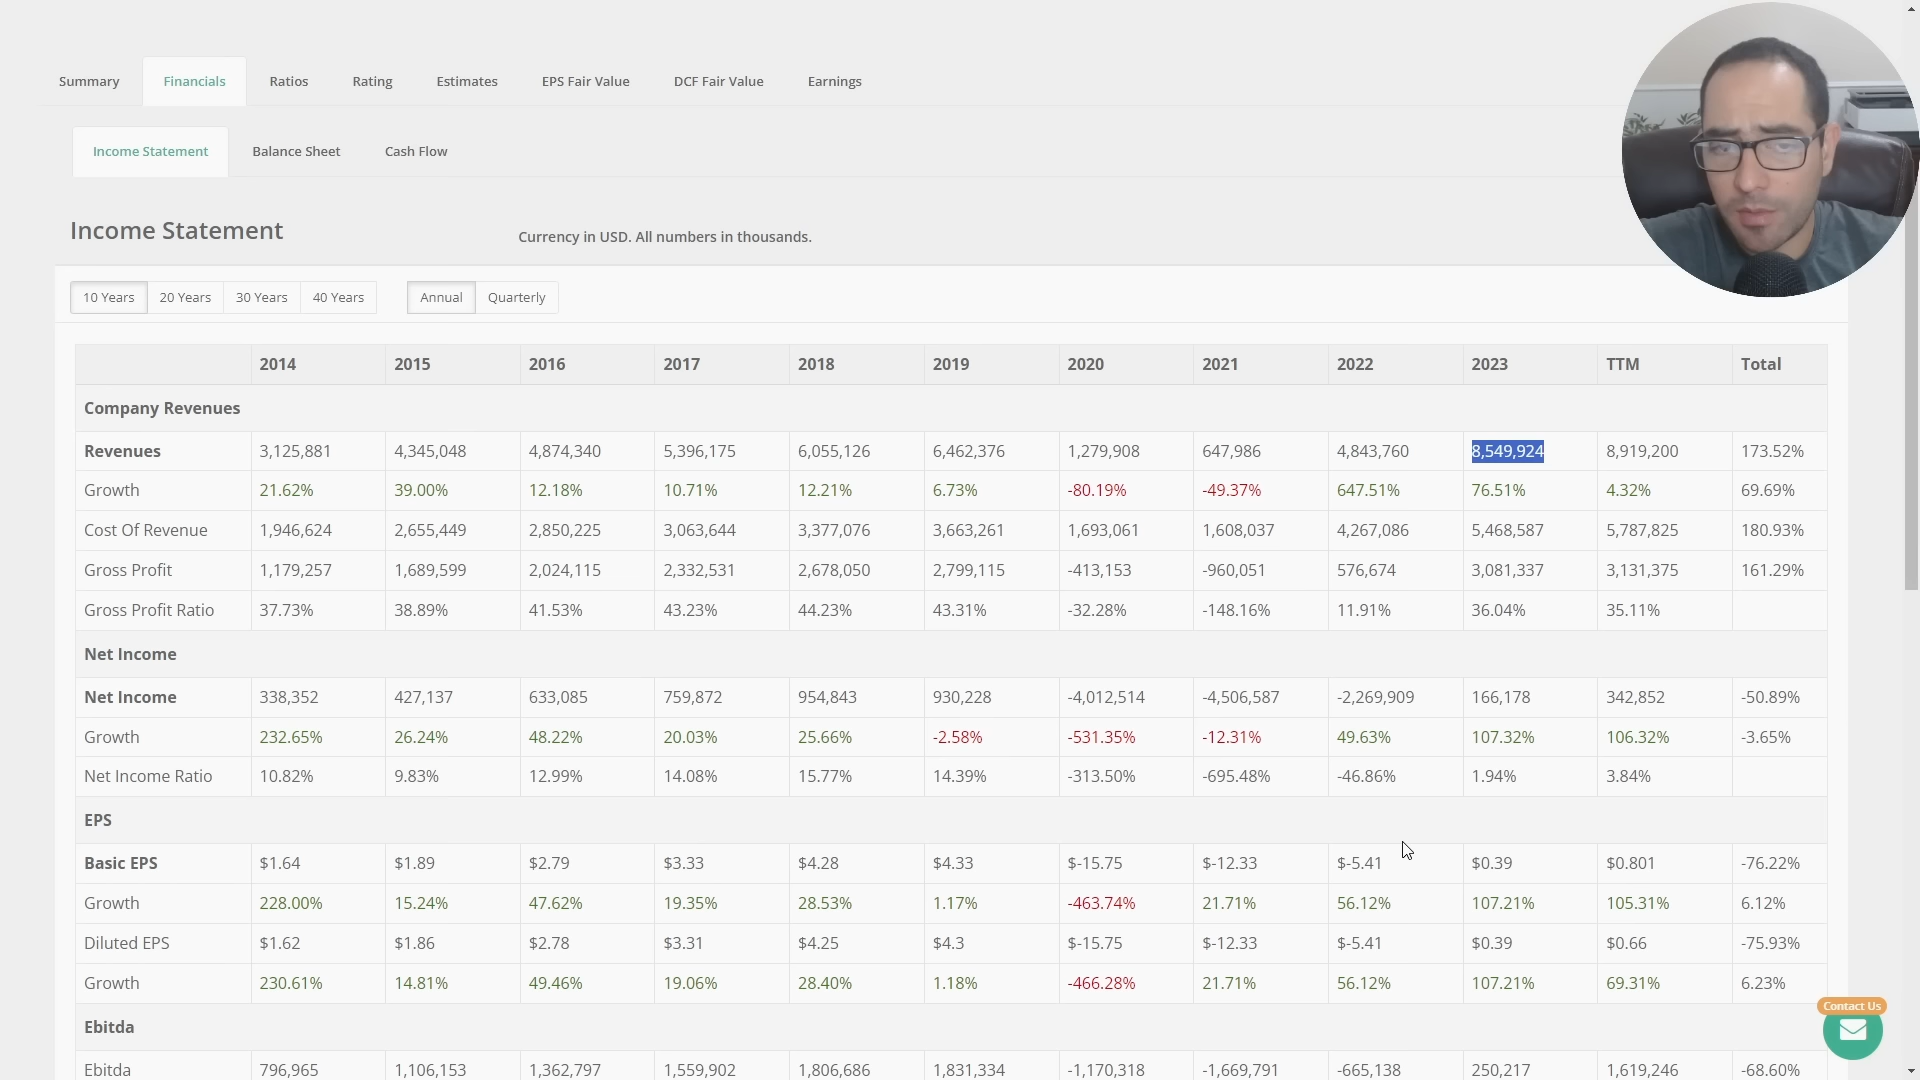 Summary Financials Ratios Rating Estimates EPS Fair Value DCF Fair Value Earnings
Income Statement Balance Sheet Cash Flow
Income Statement Currency in USD. All numbers in thousands.
10 Years 20 Years 30 Years 40 Years Annual Quarterly
2014 2015 2016 2017 2018 2019 2020 2021 2022 2023 TTM Total
Company Revenues
Revenues 3,125,881 4,345,048 4,874,340 5,396,175 6,055,126 6,462,376 1,279,908 647,986 4,843,760 8,549,924 8,919,200 173.52%
Growth 21.62% 39.00% 12.18% 10.71% 12.21% 6.73% -80.19% -49.37% 647.51% 76.51% 4.32% 69.69%
Cost Of Revenue 1,946,624 2,655,449 2,850,225 3,063,644 3,377,076 3,663,261 1,693,061 1,608,037 4,267,086 5,468,587 5,787,825 180.93%
Gross Profit 1,179,257 1,689,599 2,024,115 2,332,531 2,678,050 2,799,115 -413,153 -960,051 576,674 3,081,337 3,131,375 161.29%
Gross Profit Ratio 37.73% 38.89% 41.53% 43.23% 44.23% 43.31% -32.28% -148.16% 11.91% 36.04% 35.11%
Net Income
Net Income 338,352 427,137 633,085 759,872 954,843 930,228 -4,012,514 -4,506,587 -2,269,909 166,178 342,852 -50.89%
Growth 232.65% 26.24% 48.22% 20.03% 25.66% -2.58% -531.35% -12.31% 49.63% 107.32% 106.32% -3.65%
Net Income Ratio 10.82% 9.83% 12.99% 14.08% 15.77% 14.39% -313.50% -695.48% -46.86% 1.94% 3.84%
EPS
Basic EPS $1.64 $1.89 $2.79 $3.33 $4.28 $4.33 $-15.75 $-12.33 $-5.41 $0.39 $0.801 -76.22%
Growth 228.00% 15.24% 47.62% 19.35% 28.53% 1.17% -463.74% 21.71% 56.12% 107.21% 105.31% 6.12%
Diluted EPS $1.62 $1.86 $2.78 $3.31 $4.25 $4.3 $-15.75 $-12.33 $-5.41 $0.39 $0.66 -75.93%
Growth 230.61% 14.81% 49.46% 19.06% 28.40% 1.18% -466.28% 21.71% 56.12% 107.21% 69.31% 6.23%
Contact Us
Ebitda
Ebitda 796,965 1,106,153 1,362,797 1,559,902 1,806,686 1,831,334 -1,170,318 -1,669,791 -665,138 250,217 1,619,246 -68.60%